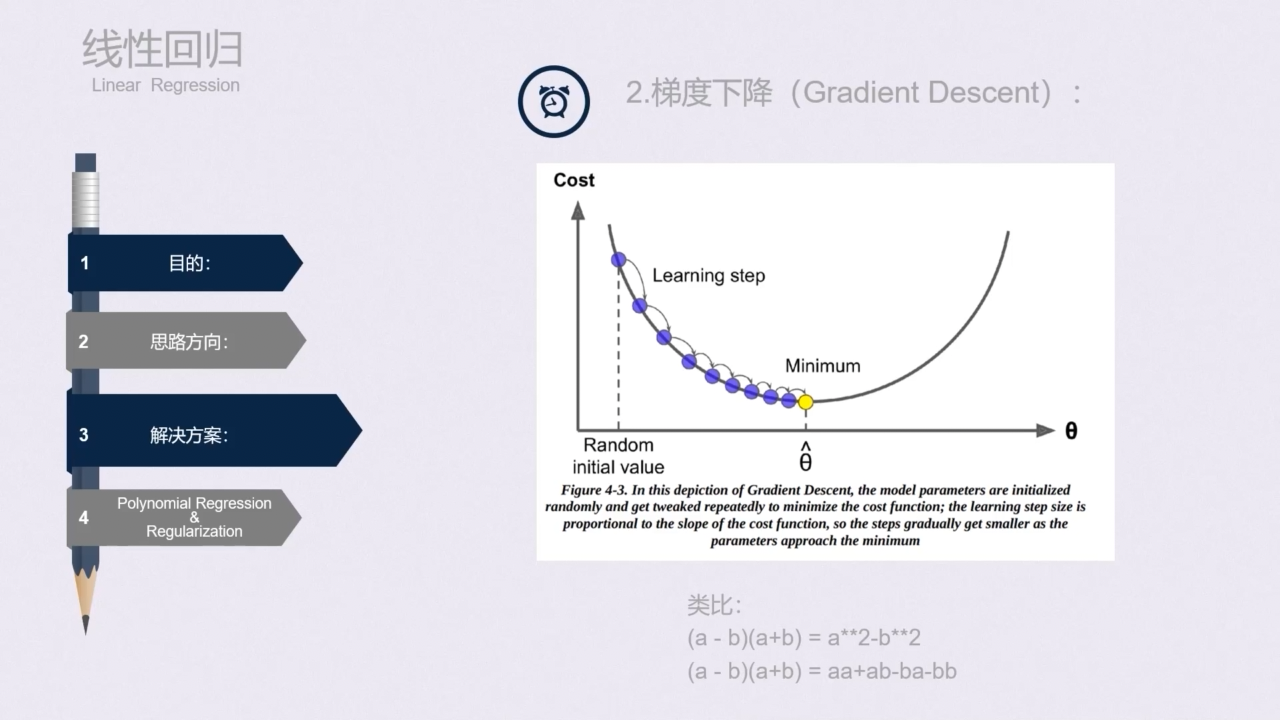 线性回归
Linear Regression
2.梯度下降（Gradient Descent）：
1 目的：
2 思路方向：
3 解决方案：
4 Polynomial Regression
&
Regularization
Cost
Learning step
Minimum
θ
Random
initial value
θ̂
Figure 4-3. In this depiction of Gradient Descent, the model parameters are initialized
randomly and get tweaked repeatedly to minimize the cost function; the learning step size is
proportional to the slope of the cost function, so the steps gradually get smaller as the
parameters approach the minimum
类比：
(a - b)(a+b) = a**2-b**2
(a - b)(a+b) = aa+ab-ba-bb